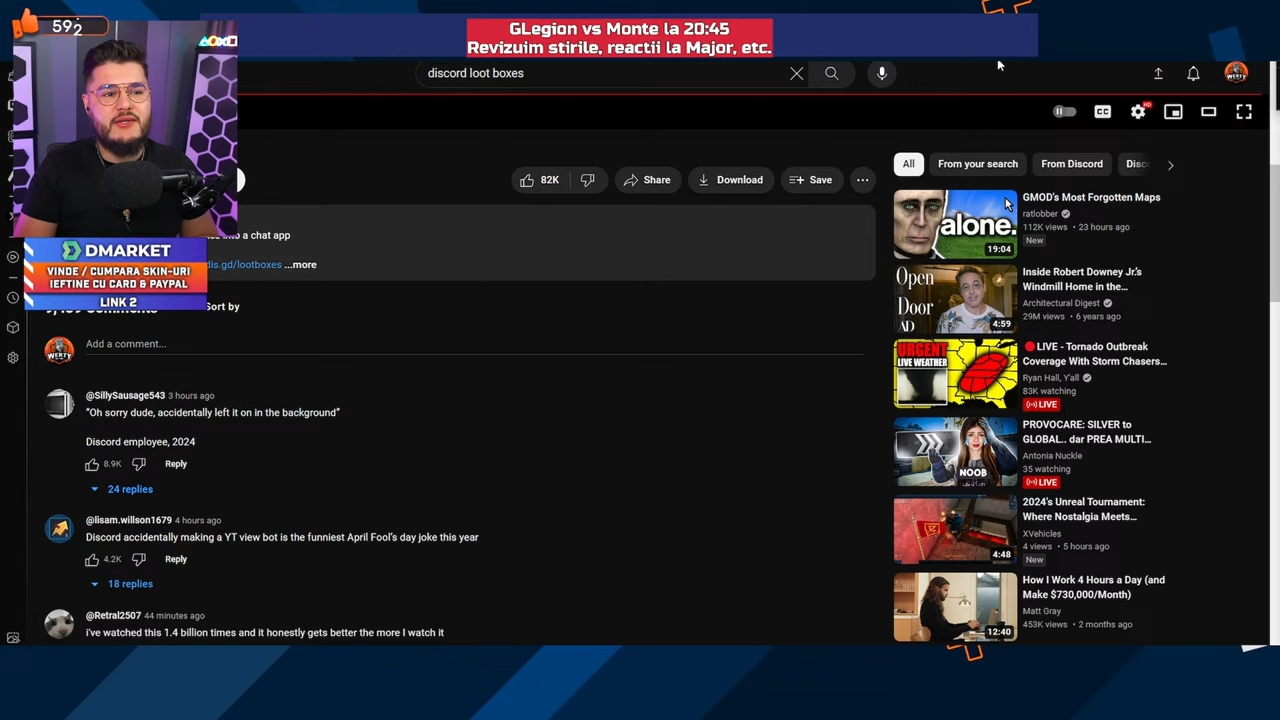 592
AOXO
GLegion vs Monte la 20:45
Revizuim stirile, reactii la Major, etc.
discord loot boxes
HD
CC
82K
Share
Download
Save
into a chat app
dis.gd/lootboxes ...more
DMARKET
VINDE / CUMPARA SKIN-URI
IEFTINE CU CARD & PAYPAL
LINK 2
Comments
Sort by
Add a comment...
@SillySausage543 3 hours ago
“Oh sorry dude, accidentally left it on in the background”
Discord employee, 2024
8.9K
Reply
24 replies
@lisam.willson1679 4 hours ago
Discord accidentally making a YT view bot is the funniest April Fool's day joke this year
4.2K
Reply
18 replies
@Retral2507 44 minutes ago
i've watched this 1.4 billion times and it honestly gets better the more I watch it
All
From your search
From Discord
Disc
alone.
19:04
GMOD's Most Forgotten Maps
ratlobber
112K views • 23 hours ago
New
Open
Door
AD
4:59
Inside Robert Downey Jr.'s
Windmill Home in the...
Architectural Digest
29M views • 6 years ago
URGENT
LIVE WEATHER
LIVE - Tornado Outbreak
Coverage With Storm Chasers...
Ryan Hall, Y'all
83K watching
LIVE
NOOB
PROVOCARE: SILVER to
GLOBAL.. dar PREA MULTI...
Antonia Nuckle
35 watching
LIVE
4:48
2024's Unreal Tournament:
Where Nostalgia Meets...
XVehicles
4 views • 5 hours ago
New
12:40
How I Work 4 Hours a Day (and
Make $730,000/Month)
Matt Gray
453K views • 2 months ago